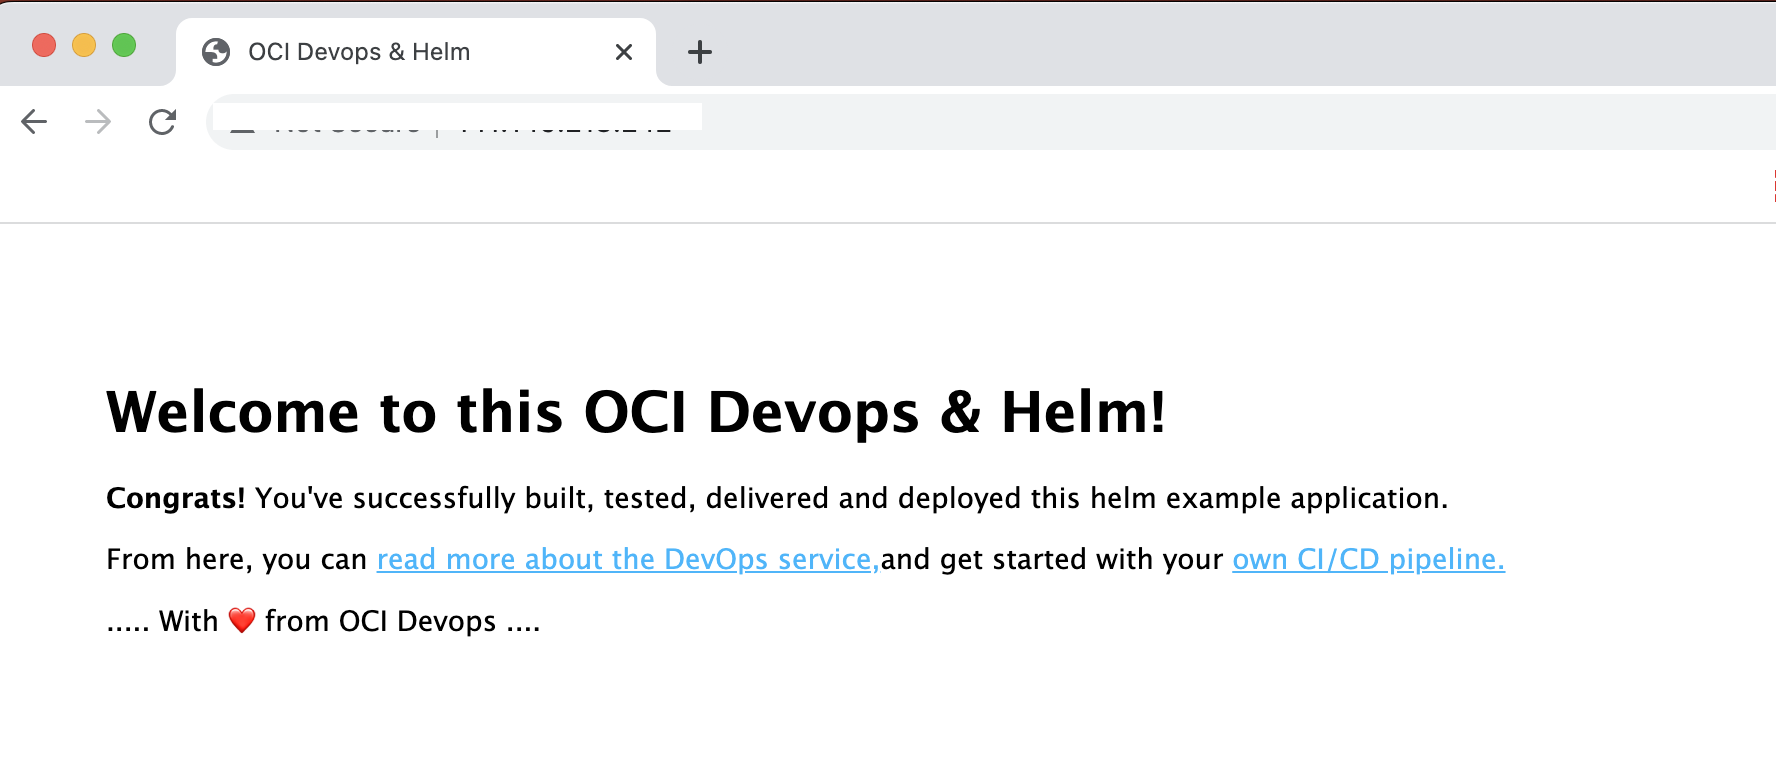 OCI Devops & Helm
Not Secure
Welcome to this OCI Devops & Helm!
Congrats! You've successfully built, tested, delivered and deployed this helm example application.
From here, you can read more about the DevOps service,and get started with your own CI/CD pipeline.
..... With ❤️ from OCI Devops ....